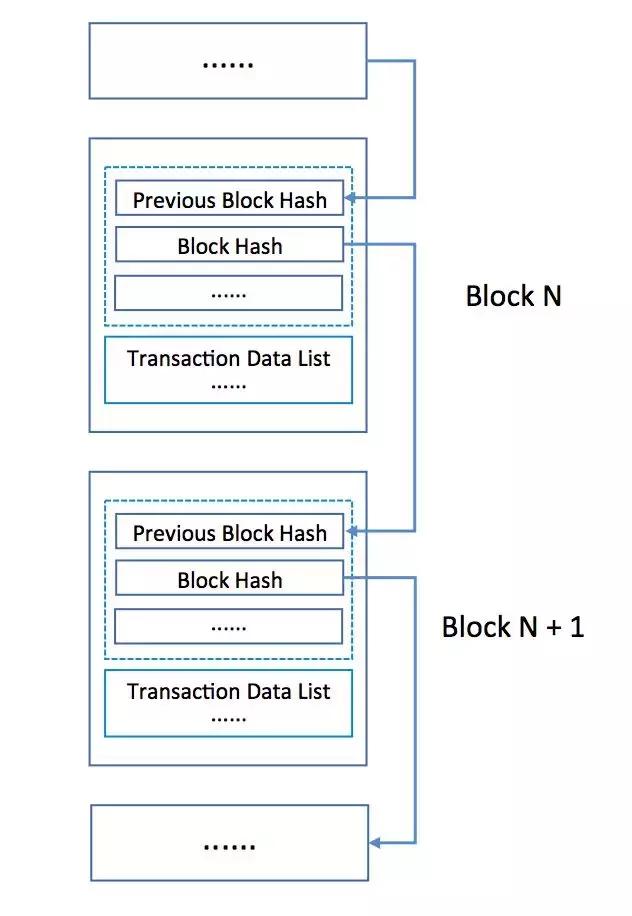 ......
Previous Block Hash
Block Hash
......
Transaction Data List
......
Block N
Previous Block Hash
Block Hash
......
Transaction Data List
......
Block N + 1
......